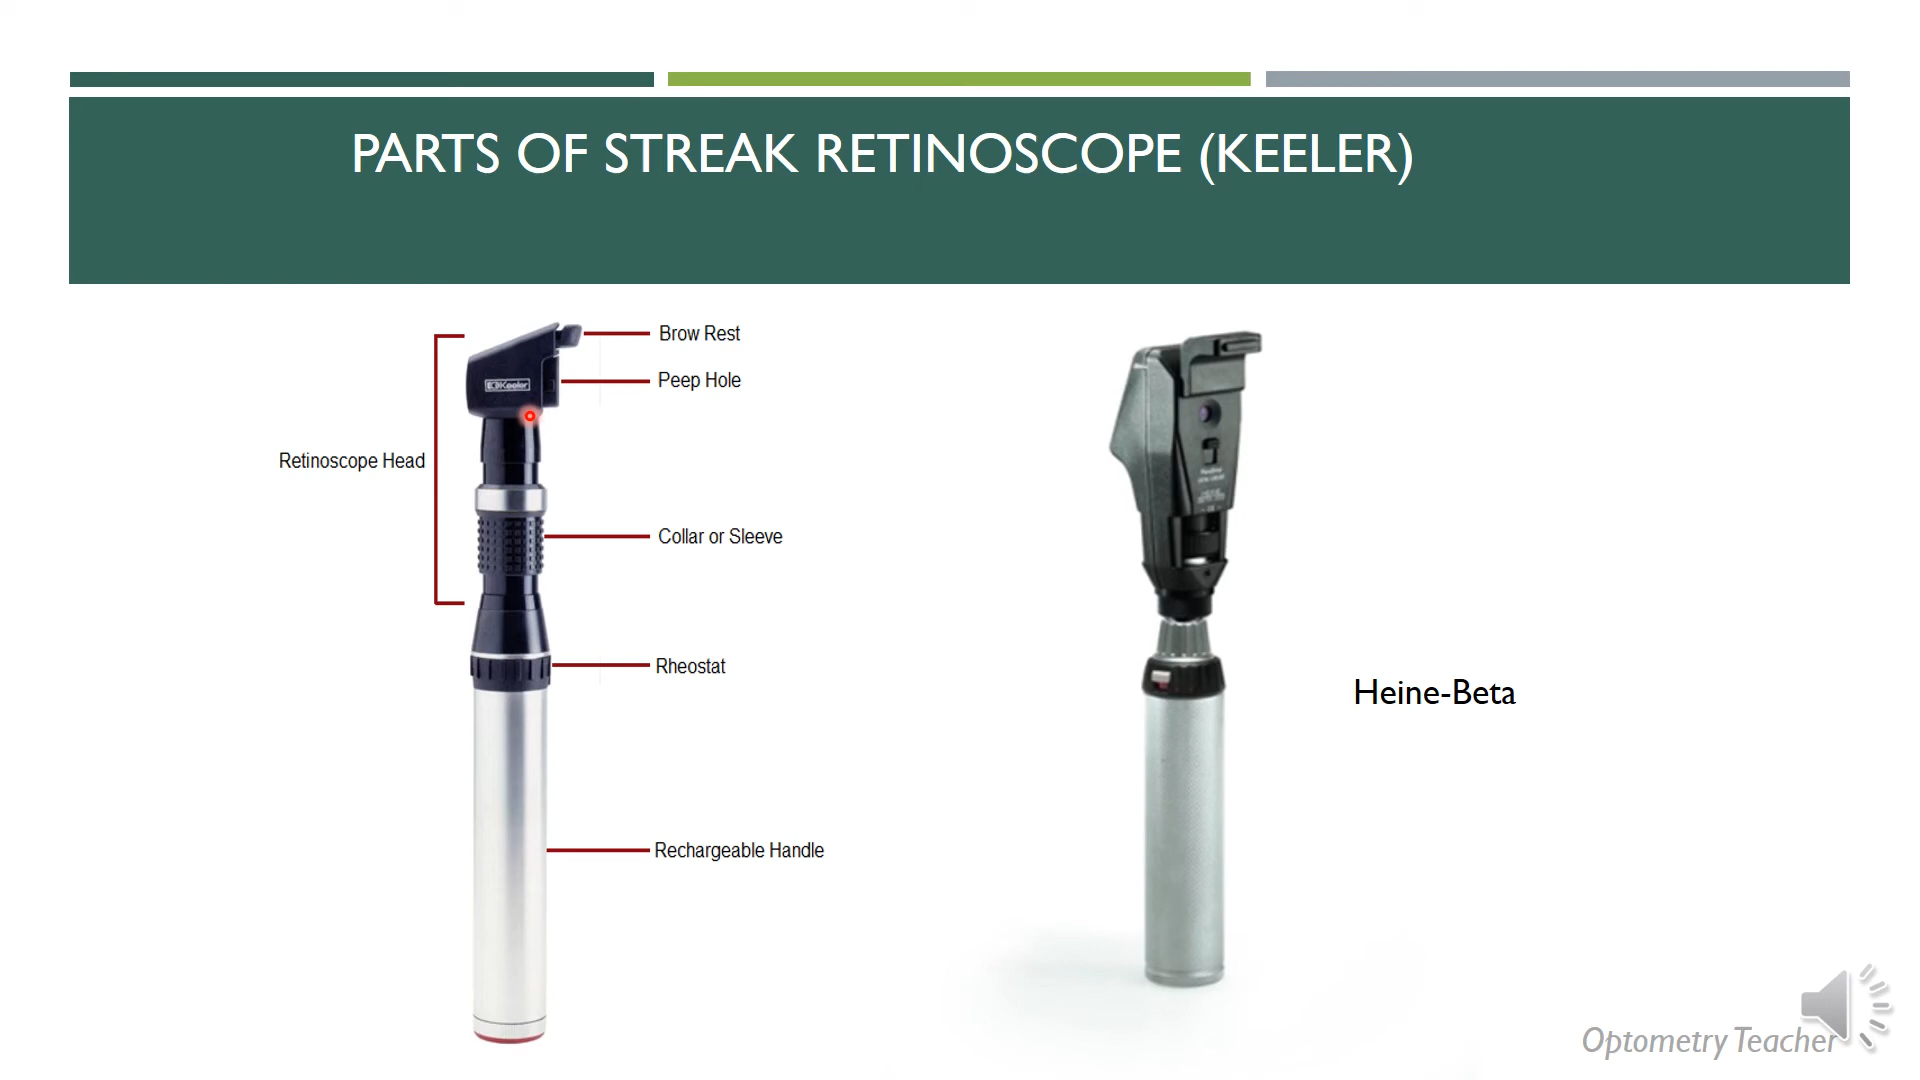 PARTS OF STREAK RETINOSCOPE (KEELER)
Brow Rest
Peep Hole
Keeler
Retinoscope Head
Collar or Sleeve
Rheostat
Heine-Beta
Rechargeable Handle
Optometry Teacher